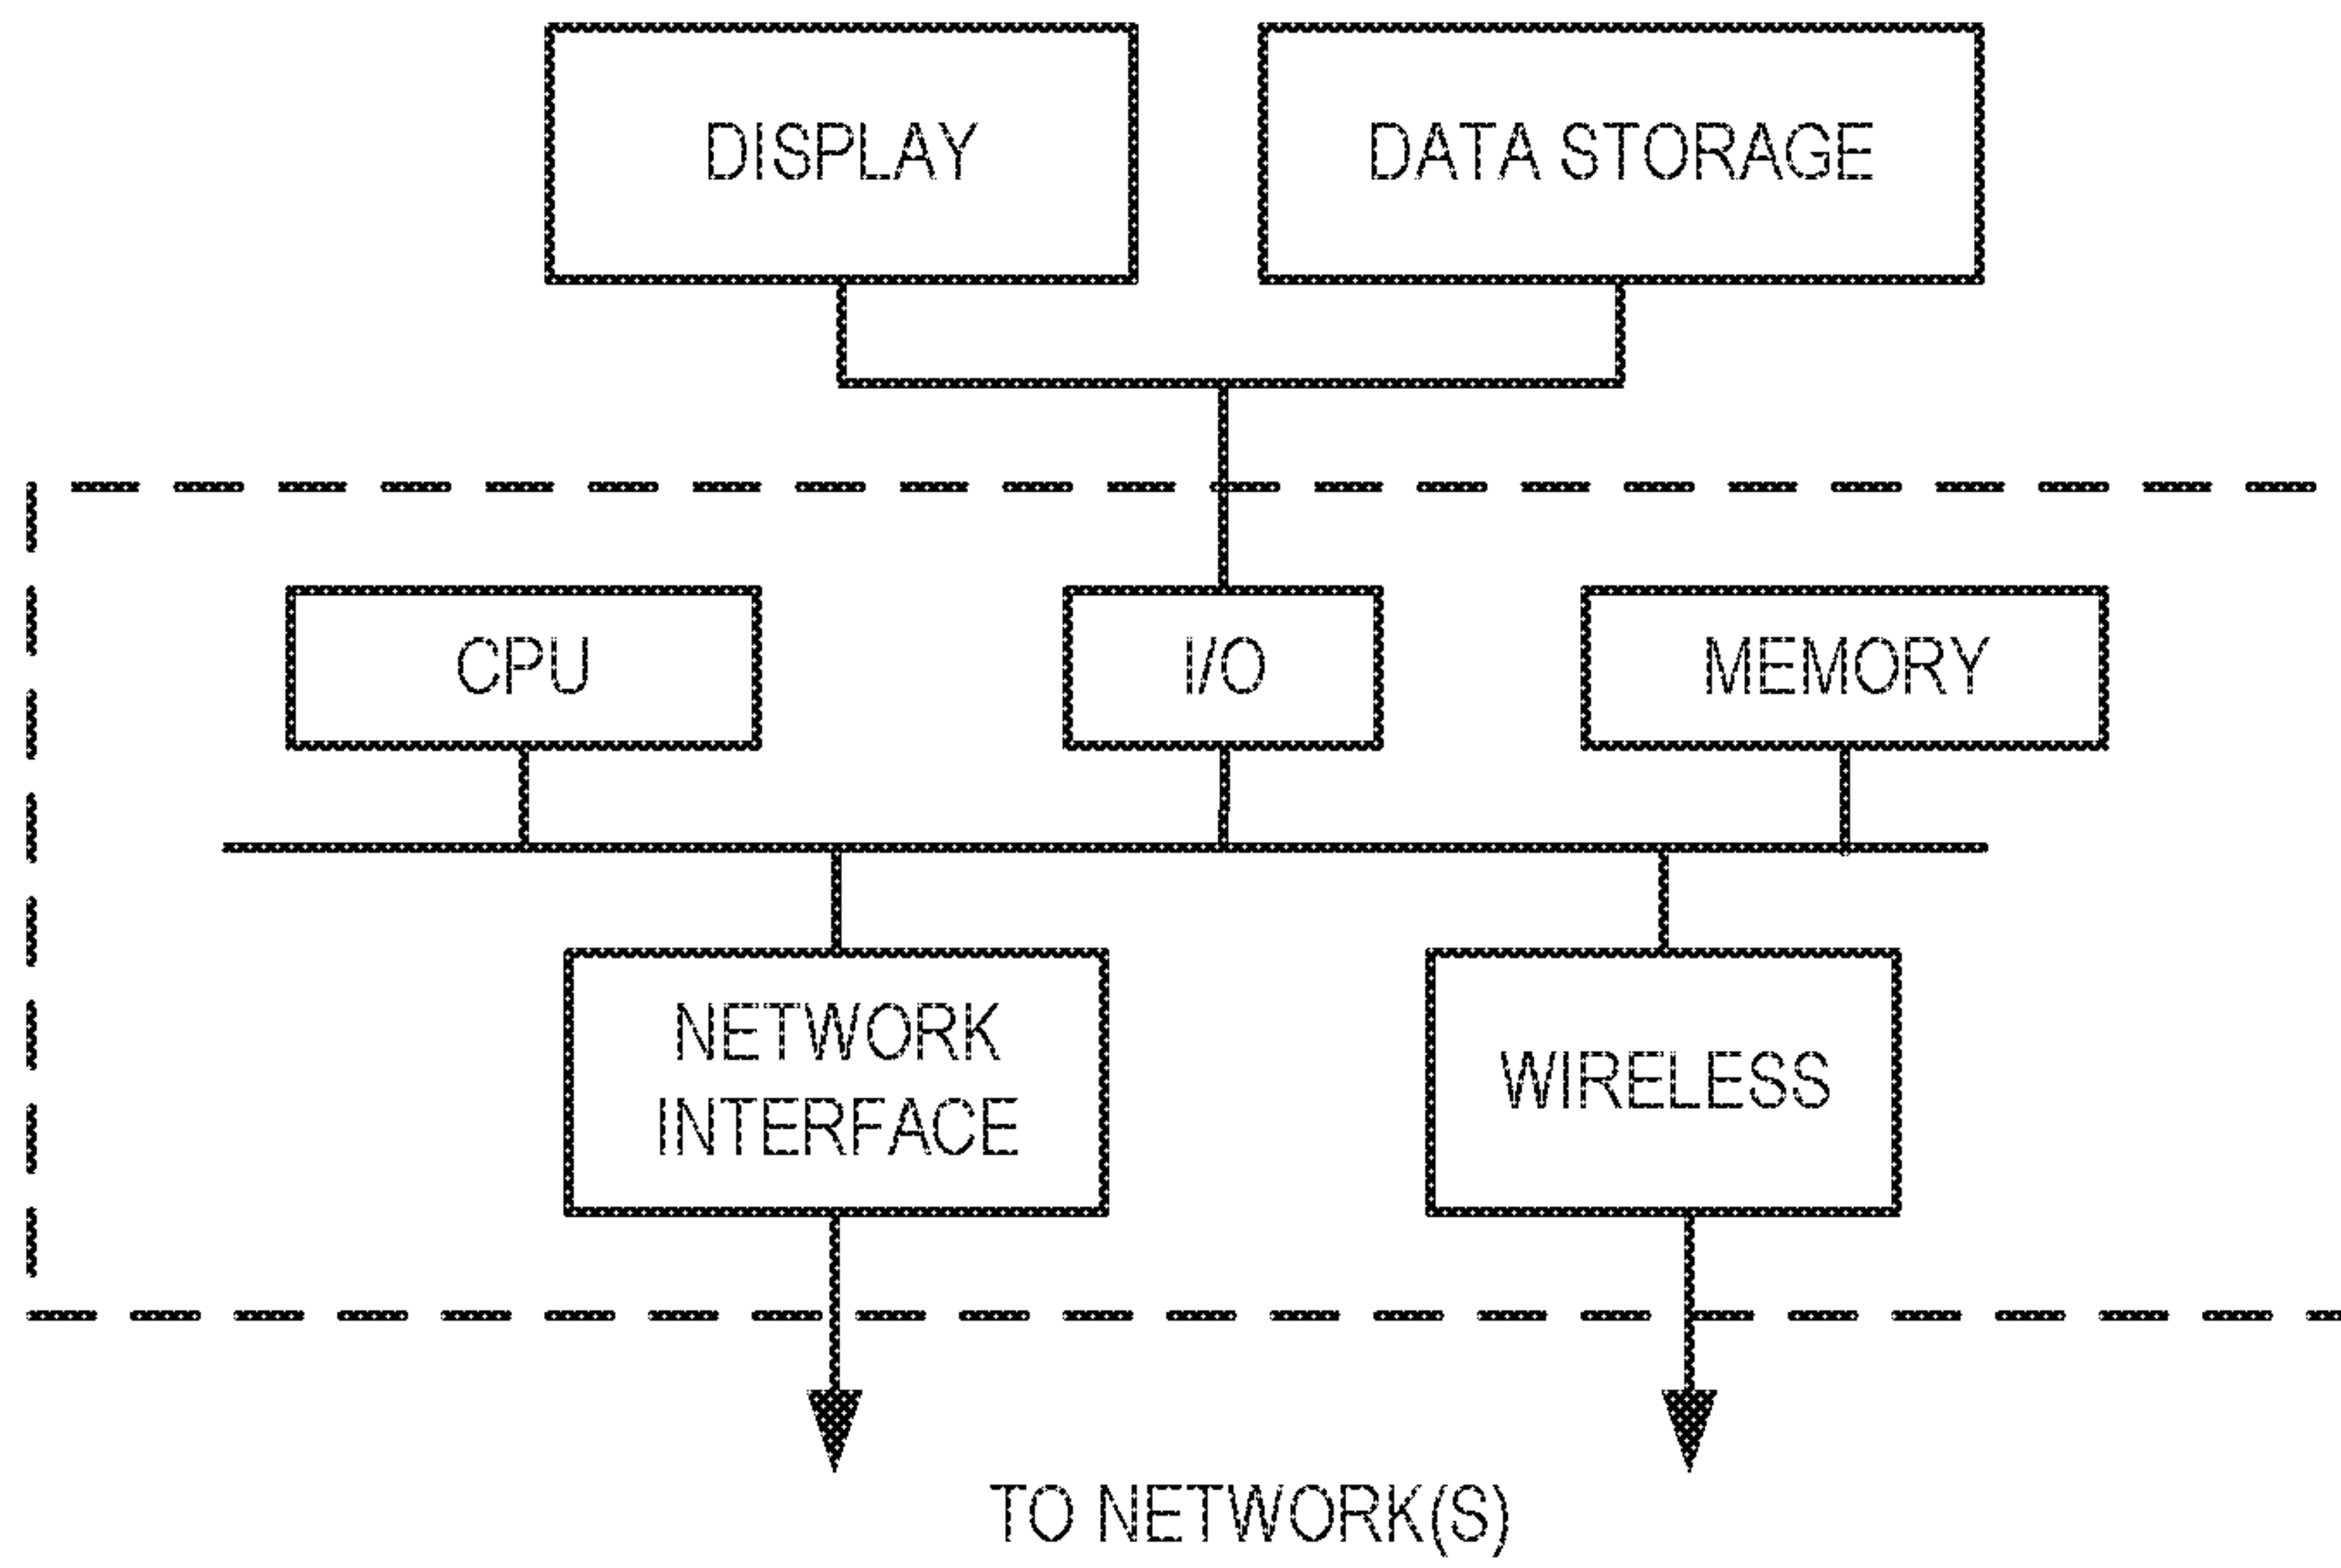 DISPLAY
DATA STORAGE
CPU
I/O
MEMORY
NETWORK
INTERFACE
WIRELESS
TO NETWORK(S)